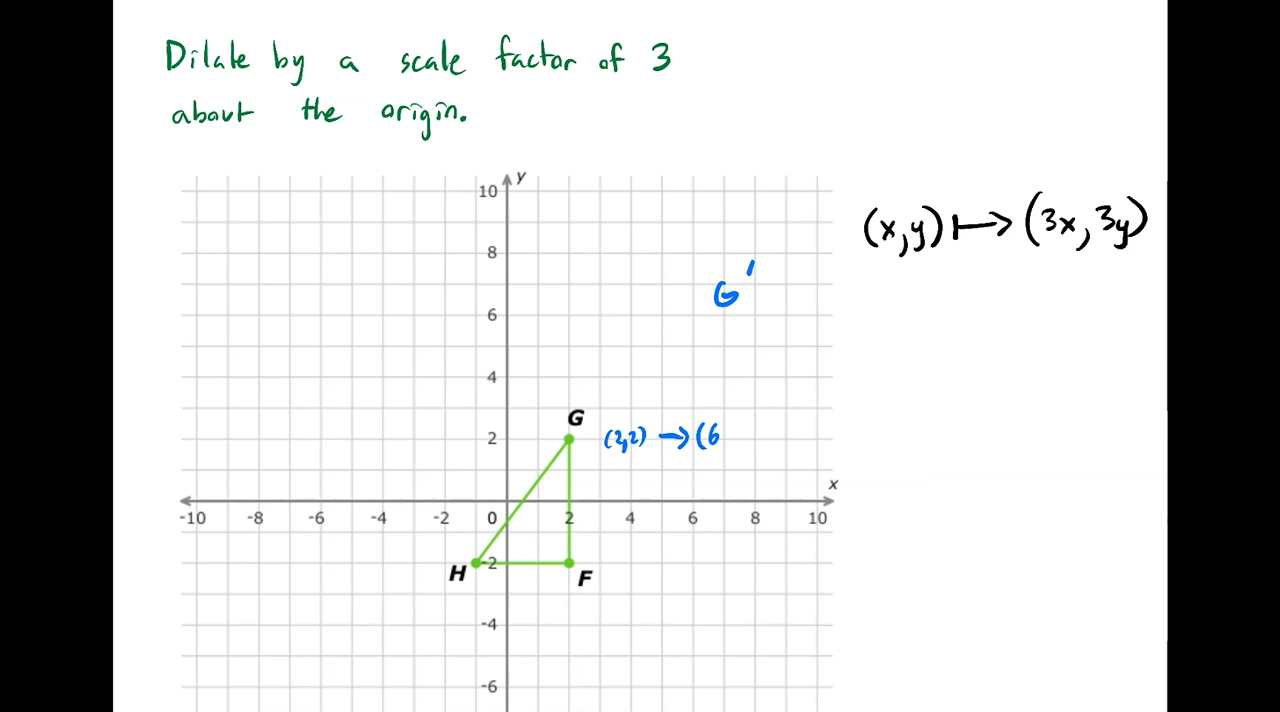 Dilate by a scale factor of 3
about the origin.
y
10
(x,y) ↦ (3x, 3y)
8
G'
6
4
G
2
(2,2) → (6
x
-10 -8 -6 -4 -2 0 2 4 6 8 10
H -2 F
-4
-6